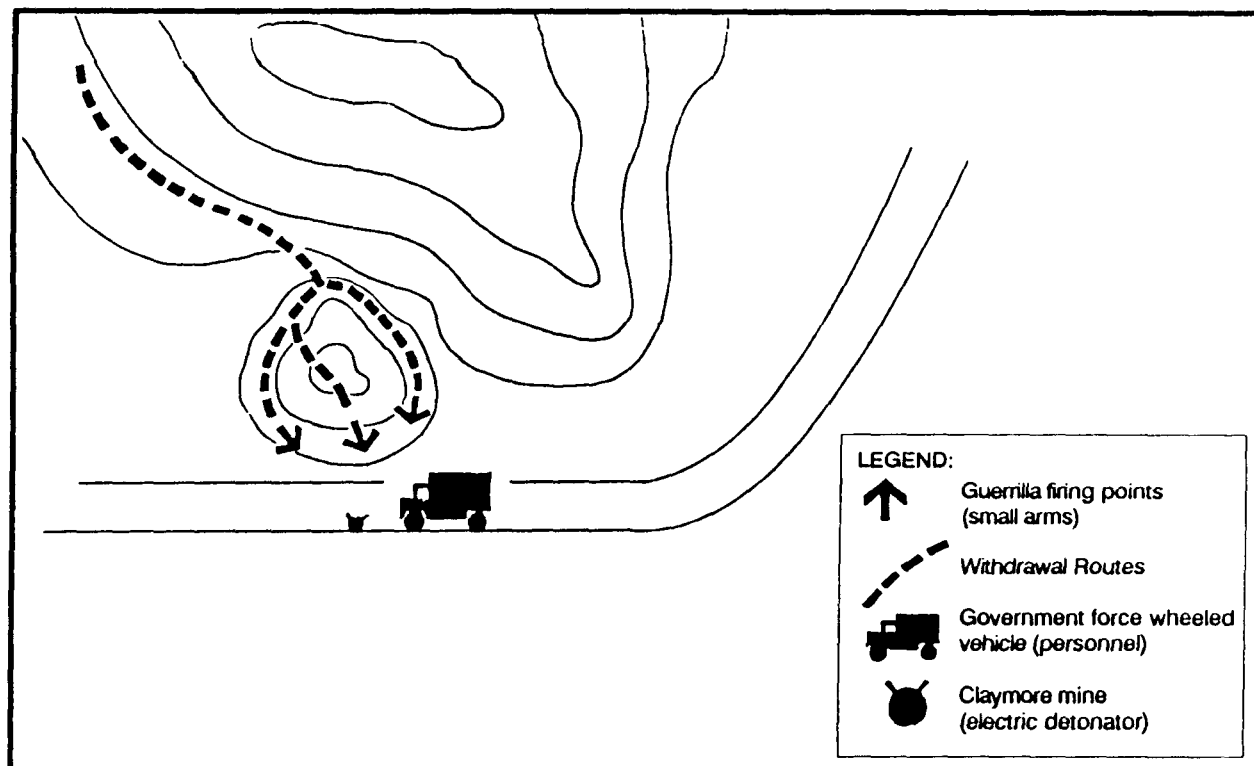 LEGEND:
Guerrilla firing points
(small arms)
Withdrawal Routes
Government force wheeled
vehicle (personnel)
Claymore mine
(electric detonator)